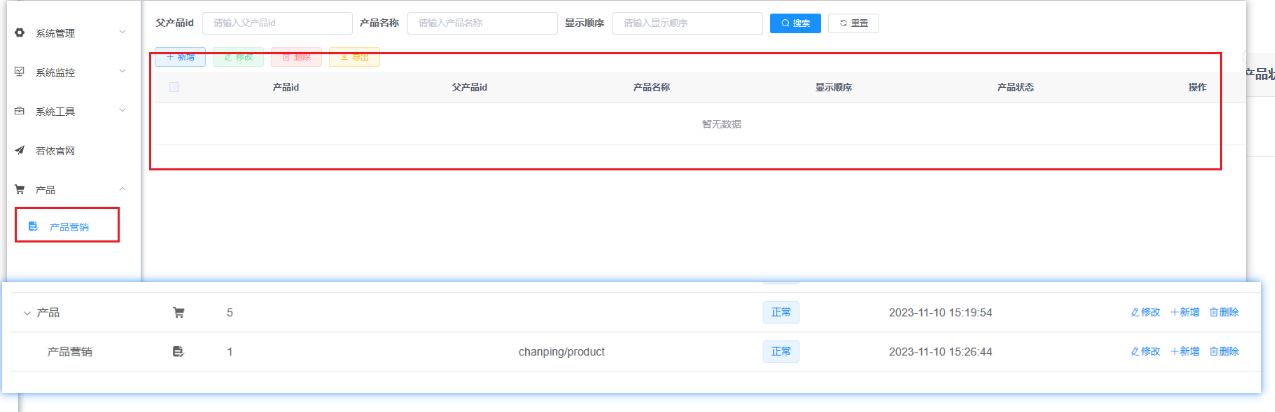 父产品id 请输入父产品id 产品名称 请输入产品名称 显示顺序 请输入显示顺序 搜索 重置
系统管理
系统监控
系统工具
若依官网
产品
产品营销
+ 新增 修改 删除 导出
产品id 父产品id 产品名称 显示顺序 产品状态 操作
暂无数据
产品状
产品 5 正常 2023-11-10 15:19:54 修改 +新增 删除
产品营销 1 chanping/product 正常 2023-11-10 15:26:44 修改 +新增 删除